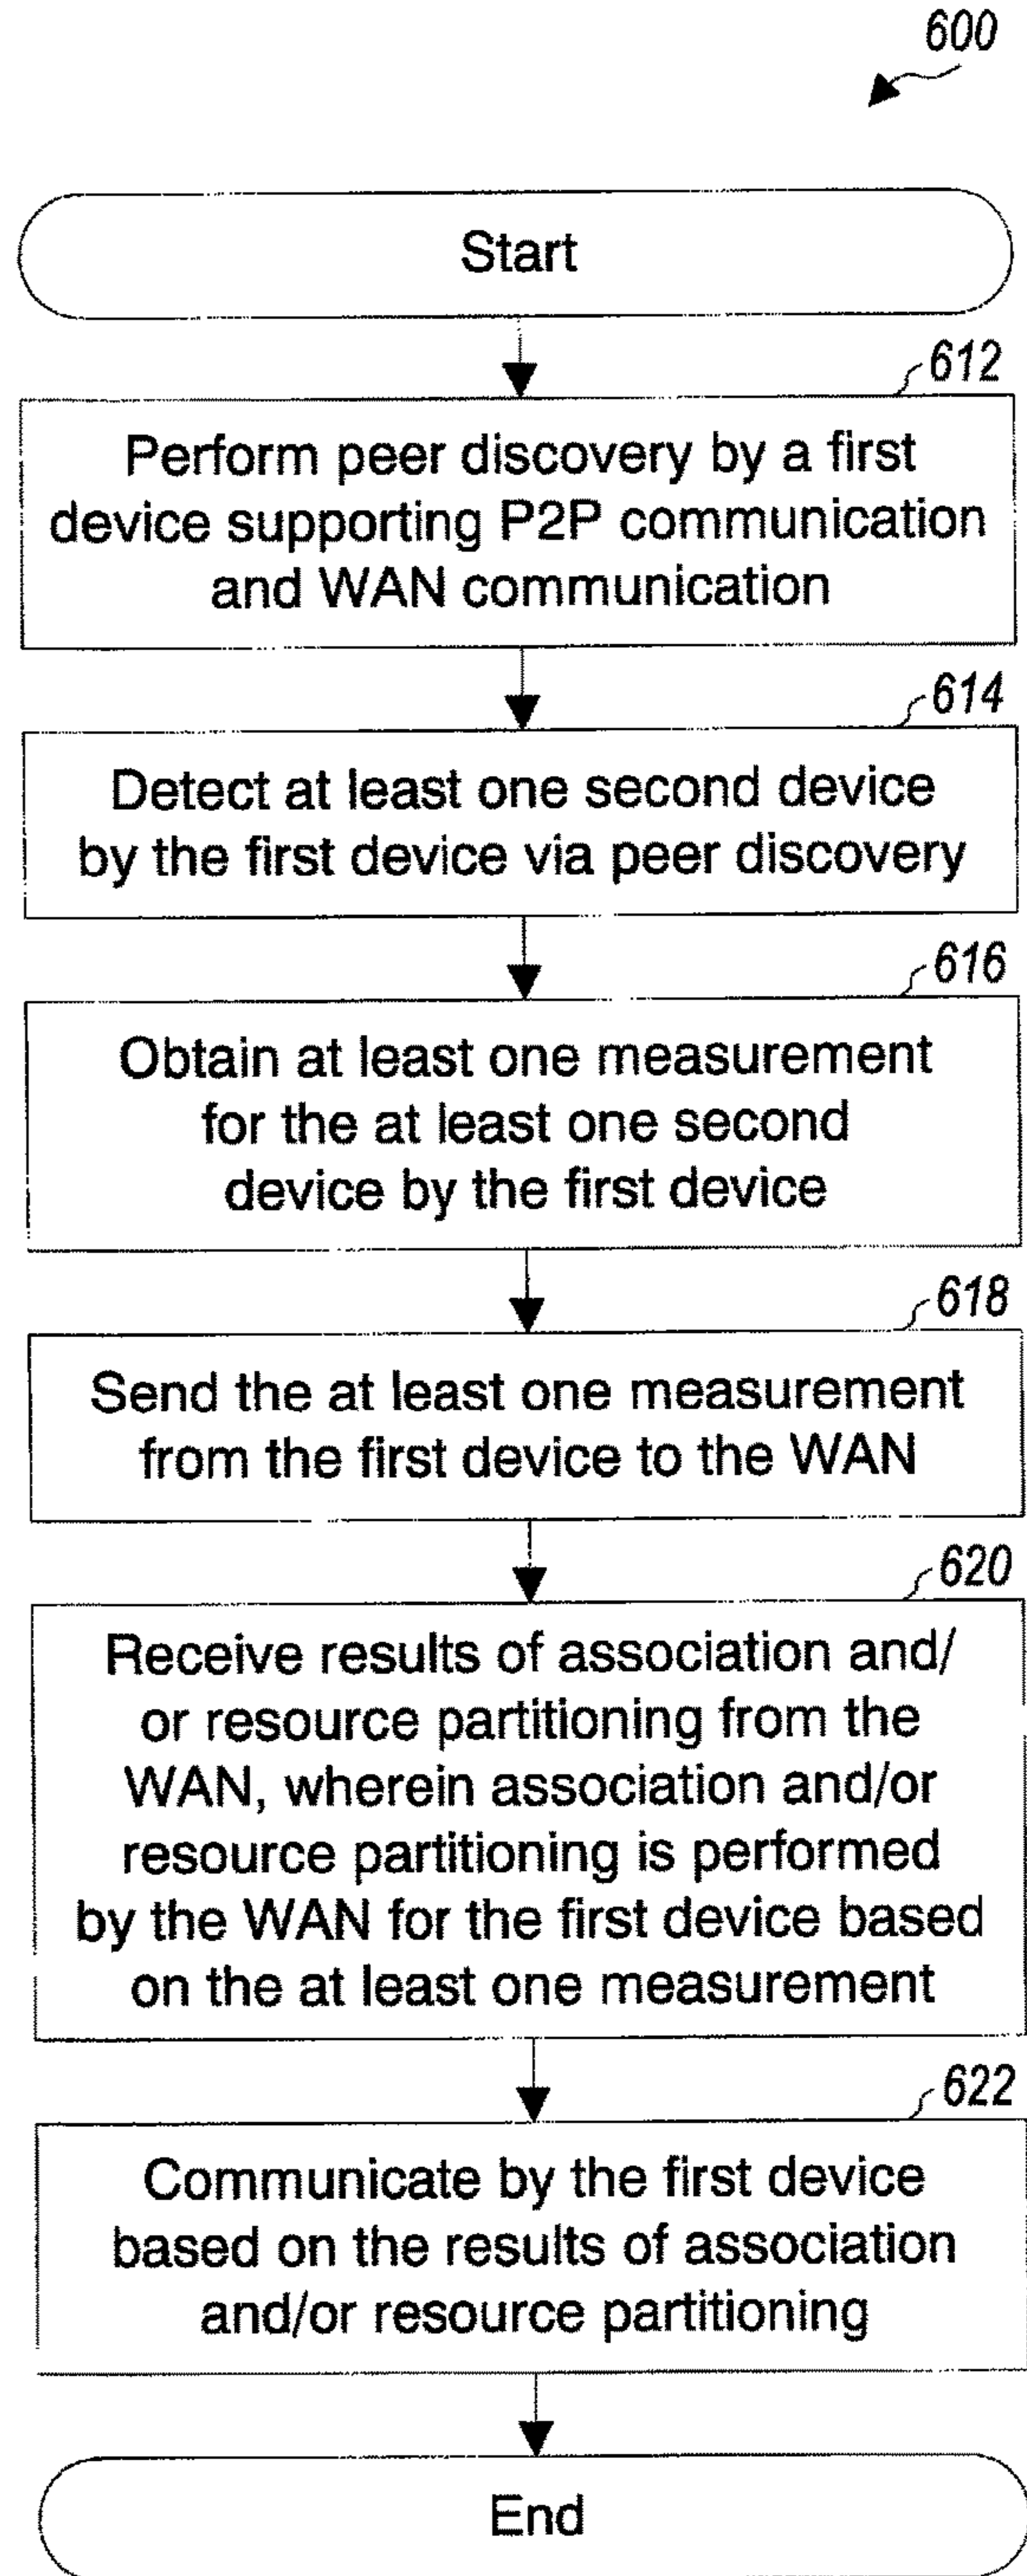 600
Start
612
Perform peer discovery by a first
device supporting P2P communication
and WAN communication
614
Detect at least one second device
by the first device via peer discovery
616
Obtain at least one measurement
for the at least one second
device by the first device
618
Send the at least one measurement
from the first device to the WAN
620
Receive results of association and/
or resource partitioning from the
WAN, wherein association and/or
resource partitioning is performed
by the WAN for the first device based
on the at least one measurement
622
Communicate by the first device
based on the results of association
and/or resource partitioning
End